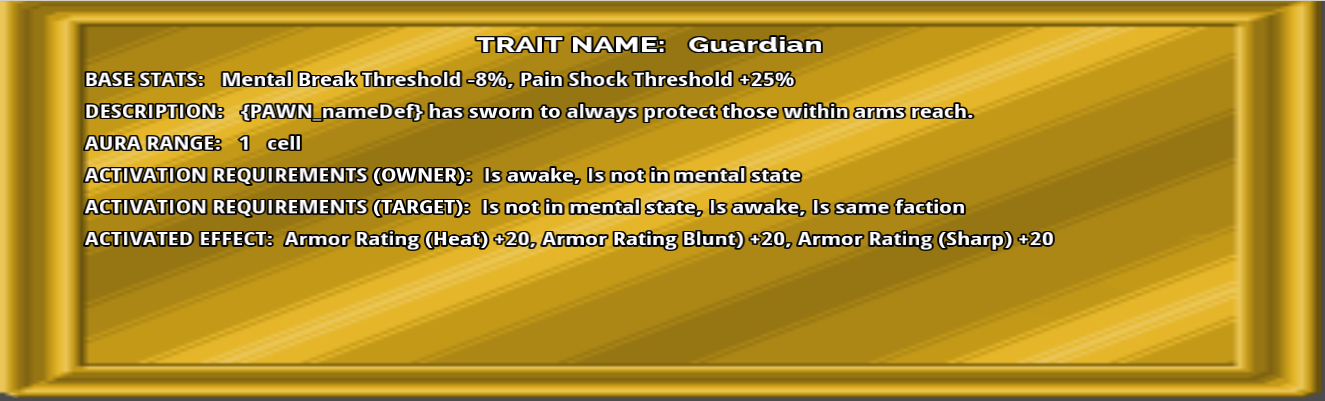 TRAIT NAME: Guardian
BASE STATS: Mental Break Threshold -8%, Pain Shock Threshold +25%
DESCRIPTION: {PAWN_nameDef} has sworn to always protect those within arms reach.
AURA RANGE: 1 cell
ACTIVATION REQUIREMENTS (OWNER): Is awake, Is not in mental state
ACTIVATION REQUIREMENTS (TARGET): Is not in mental state, Is awake, Is same faction
ACTIVATED EFFECT: Armor Rating (Heat) +20, Armor Rating Blunt) +20, Armor Rating (Sharp) +20